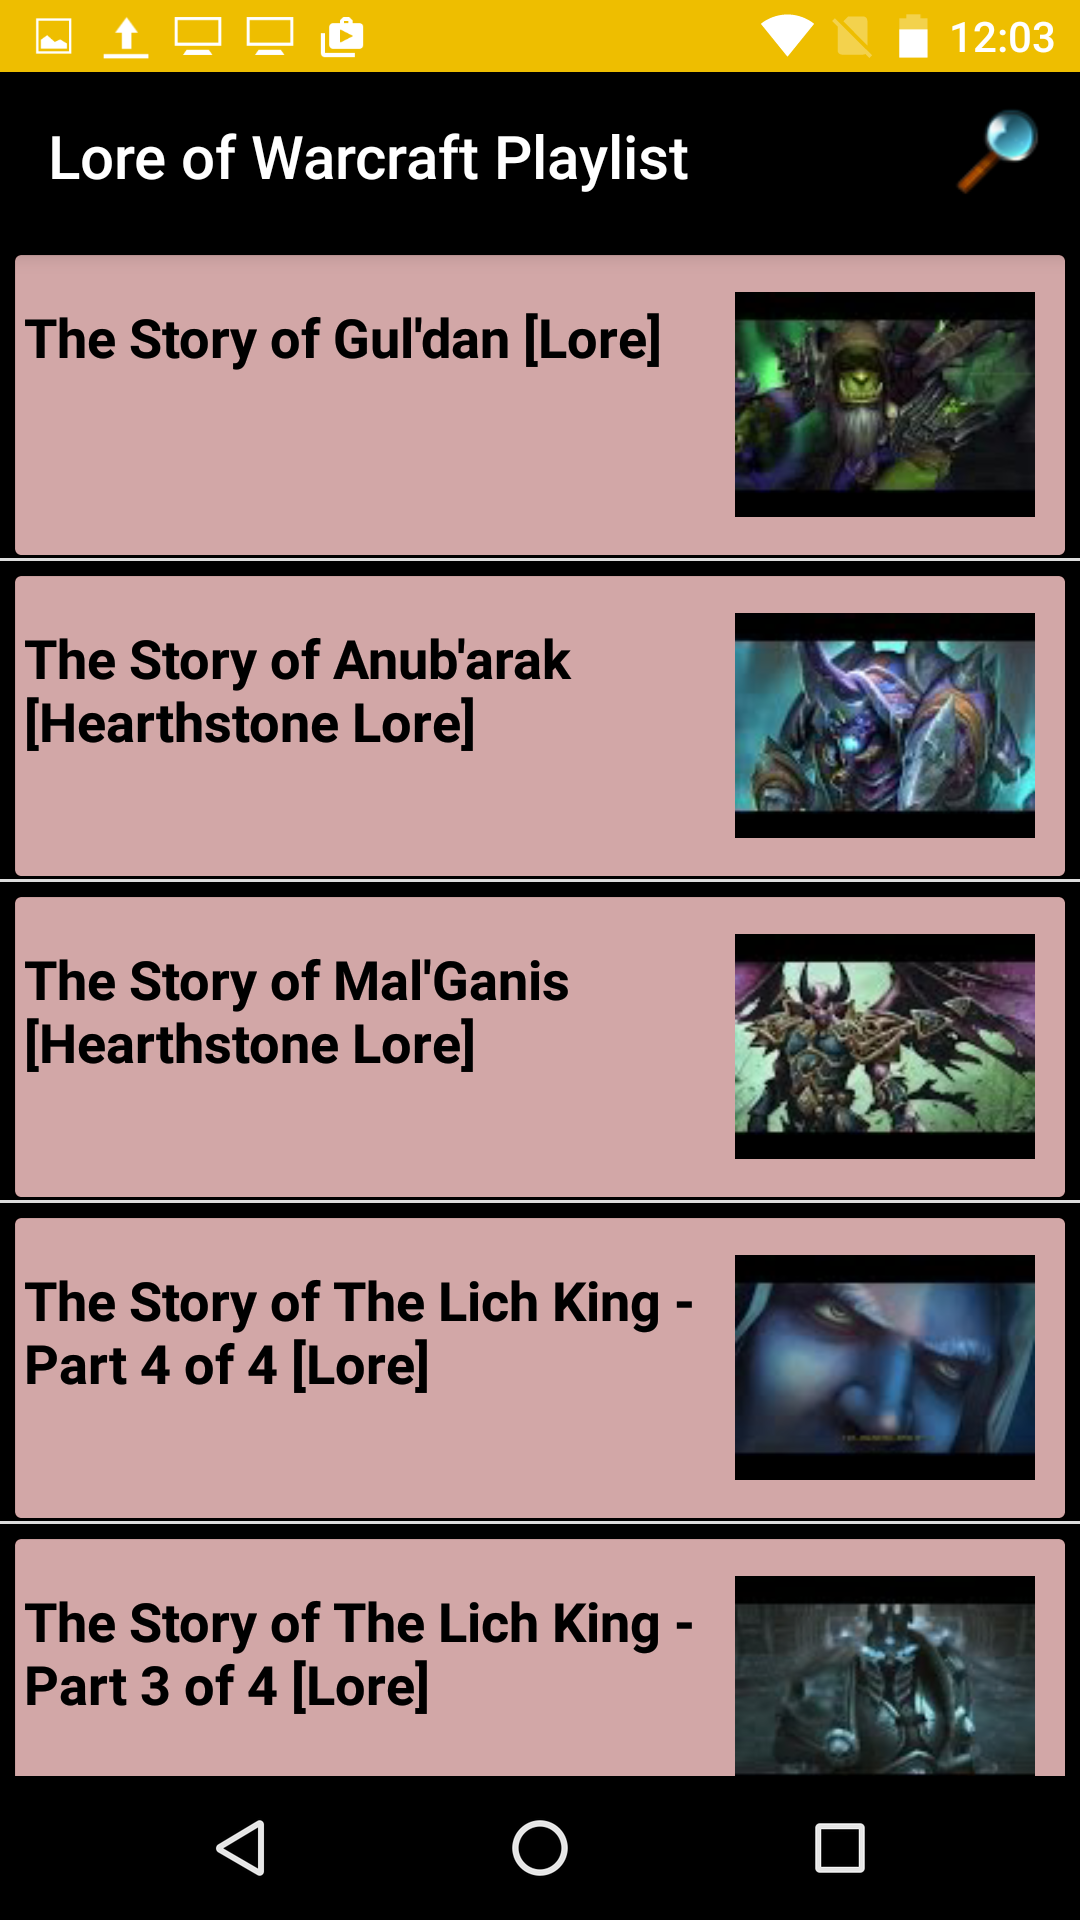 12:03
Lore of Warcraft Playlist
The Story of Gul'dan [Lore]
The Story of Anub'arak
[Hearthstone Lore]
The Story of Mal'Ganis
[Hearthstone Lore]
The Story of The Lich King -
Part 4 of 4 [Lore]
The Story of The Lich King -
Part 3 of 4 [Lore]